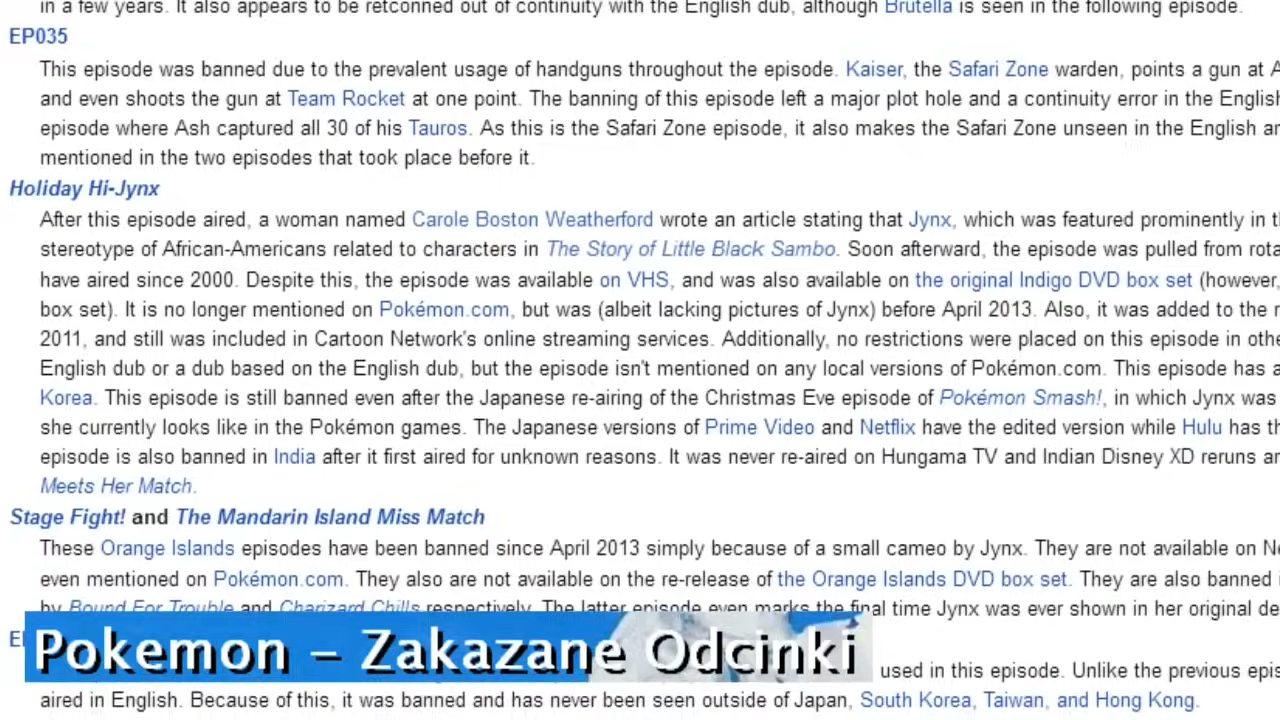 in a few years. It also appears to be retconned out of continuity with the English dub, although Brutella is seen in the following episode.
EP035
This episode was banned due to the prevalent usage of handguns throughout the episode. Kaiser, the Safari Zone warden, points a gun at A
and even shoots the gun at Team Rocket at one point. The banning of this episode left a major plot hole and a continuity error in the English
episode where Ash captured all 30 of his Tauros. As this is the Safari Zone episode, it also makes the Safari Zone unseen in the English an
mentioned in the two episodes that took place before it.
Holiday Hi-Jynx
After this episode aired, a woman named Carole Boston Weatherford wrote an article stating that Jynx, which was featured prominently in th
stereotype of African-Americans related to characters in The Story of Little Black Sambo. Soon afterward, the episode was pulled from rota
have aired since 2000. Despite this, the episode was available on VHS, and was also available on the original Indigo DVD box set (however,
box set). It is no longer mentioned on Pokémon.com, but was (albeit lacking pictures of Jynx) before April 2013. Also, it was added to the r
2011, and still was included in Cartoon Network's online streaming services. Additionally, no restrictions were placed on this episode in othe
English dub or a dub based on the English dub, but the episode isn't mentioned on any local versions of Pokémon.com. This episode has a
Korea. This episode is still banned even after the Japanese re-airing of the Christmas Eve episode of Pokémon Smash!, in which Jynx was
she currently looks like in the Pokémon games. The Japanese versions of Prime Video and Netflix have the edited version while Hulu has th
episode is also banned in India after it first aired for unknown reasons. It was never re-aired on Hungama TV and Indian Disney XD reruns ar
Meets Her Match.
Stage Fight! and The Mandarin Island Miss Match
These Orange Islands episodes have been banned since April 2013 simply because of a small cameo by Jynx. They are not available on Ne
even mentioned on Pokémon.com. They also are not available on the re-release of the Orange Islands DVD box set. They are also banned i
by Bound For Trouble and Charizard Chills respectively. The latter episode even marks the final time Jynx was ever shown in her original de
Pokemon – Zakazane Odcinki
used in this episode. Unlike the previous epis
aired in English. Because of this, it was banned and has never been seen outside of Japan, South Korea, Taiwan, and Hong Kong.